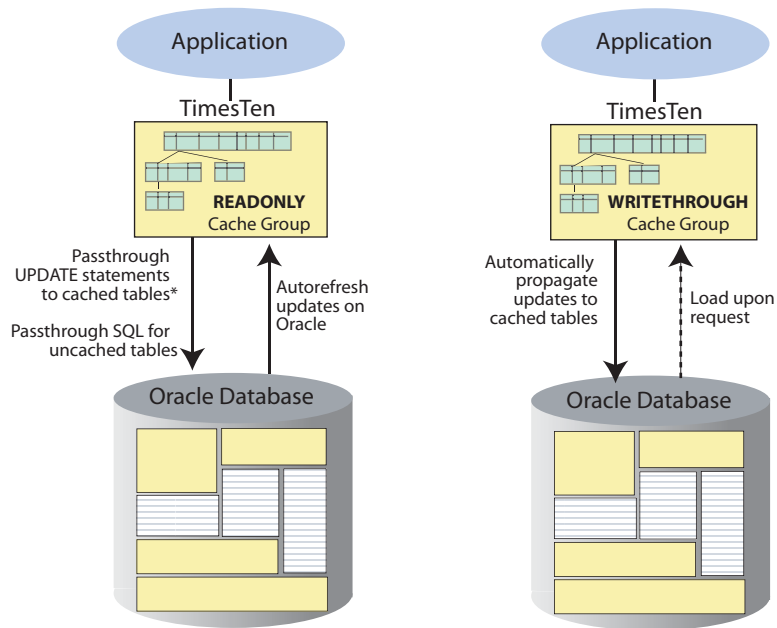 Application
TimesTen
READONLY
Cache Group
Passthrough
UPDATE statements
to cached tables*
Passthrough SQL for
uncached tables
Autorefresh
updates on
Oracle
Oracle Database
Application
TimesTen
WRITETHROUGH
Cache Group
Automatically
propagate
updates to
cached tables
Load upon
request
Oracle Database